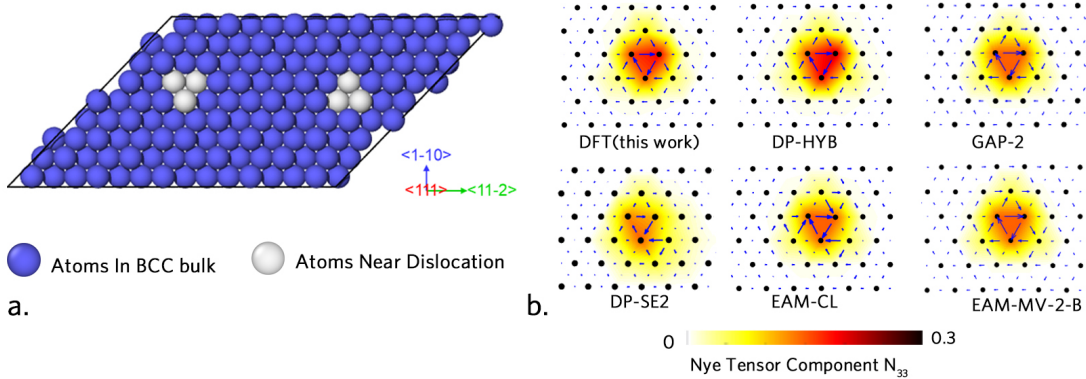 <1-10>
<111>
<11-2>
Atoms In BCC bulk
Atoms Near Dislocation
a.
DFT(this work)
DP-HYB
GAP-2
DP-SE2
EAM-CL
EAM-MV-2-B
b.
0
0.3
Nye Tensor Component N₃₃